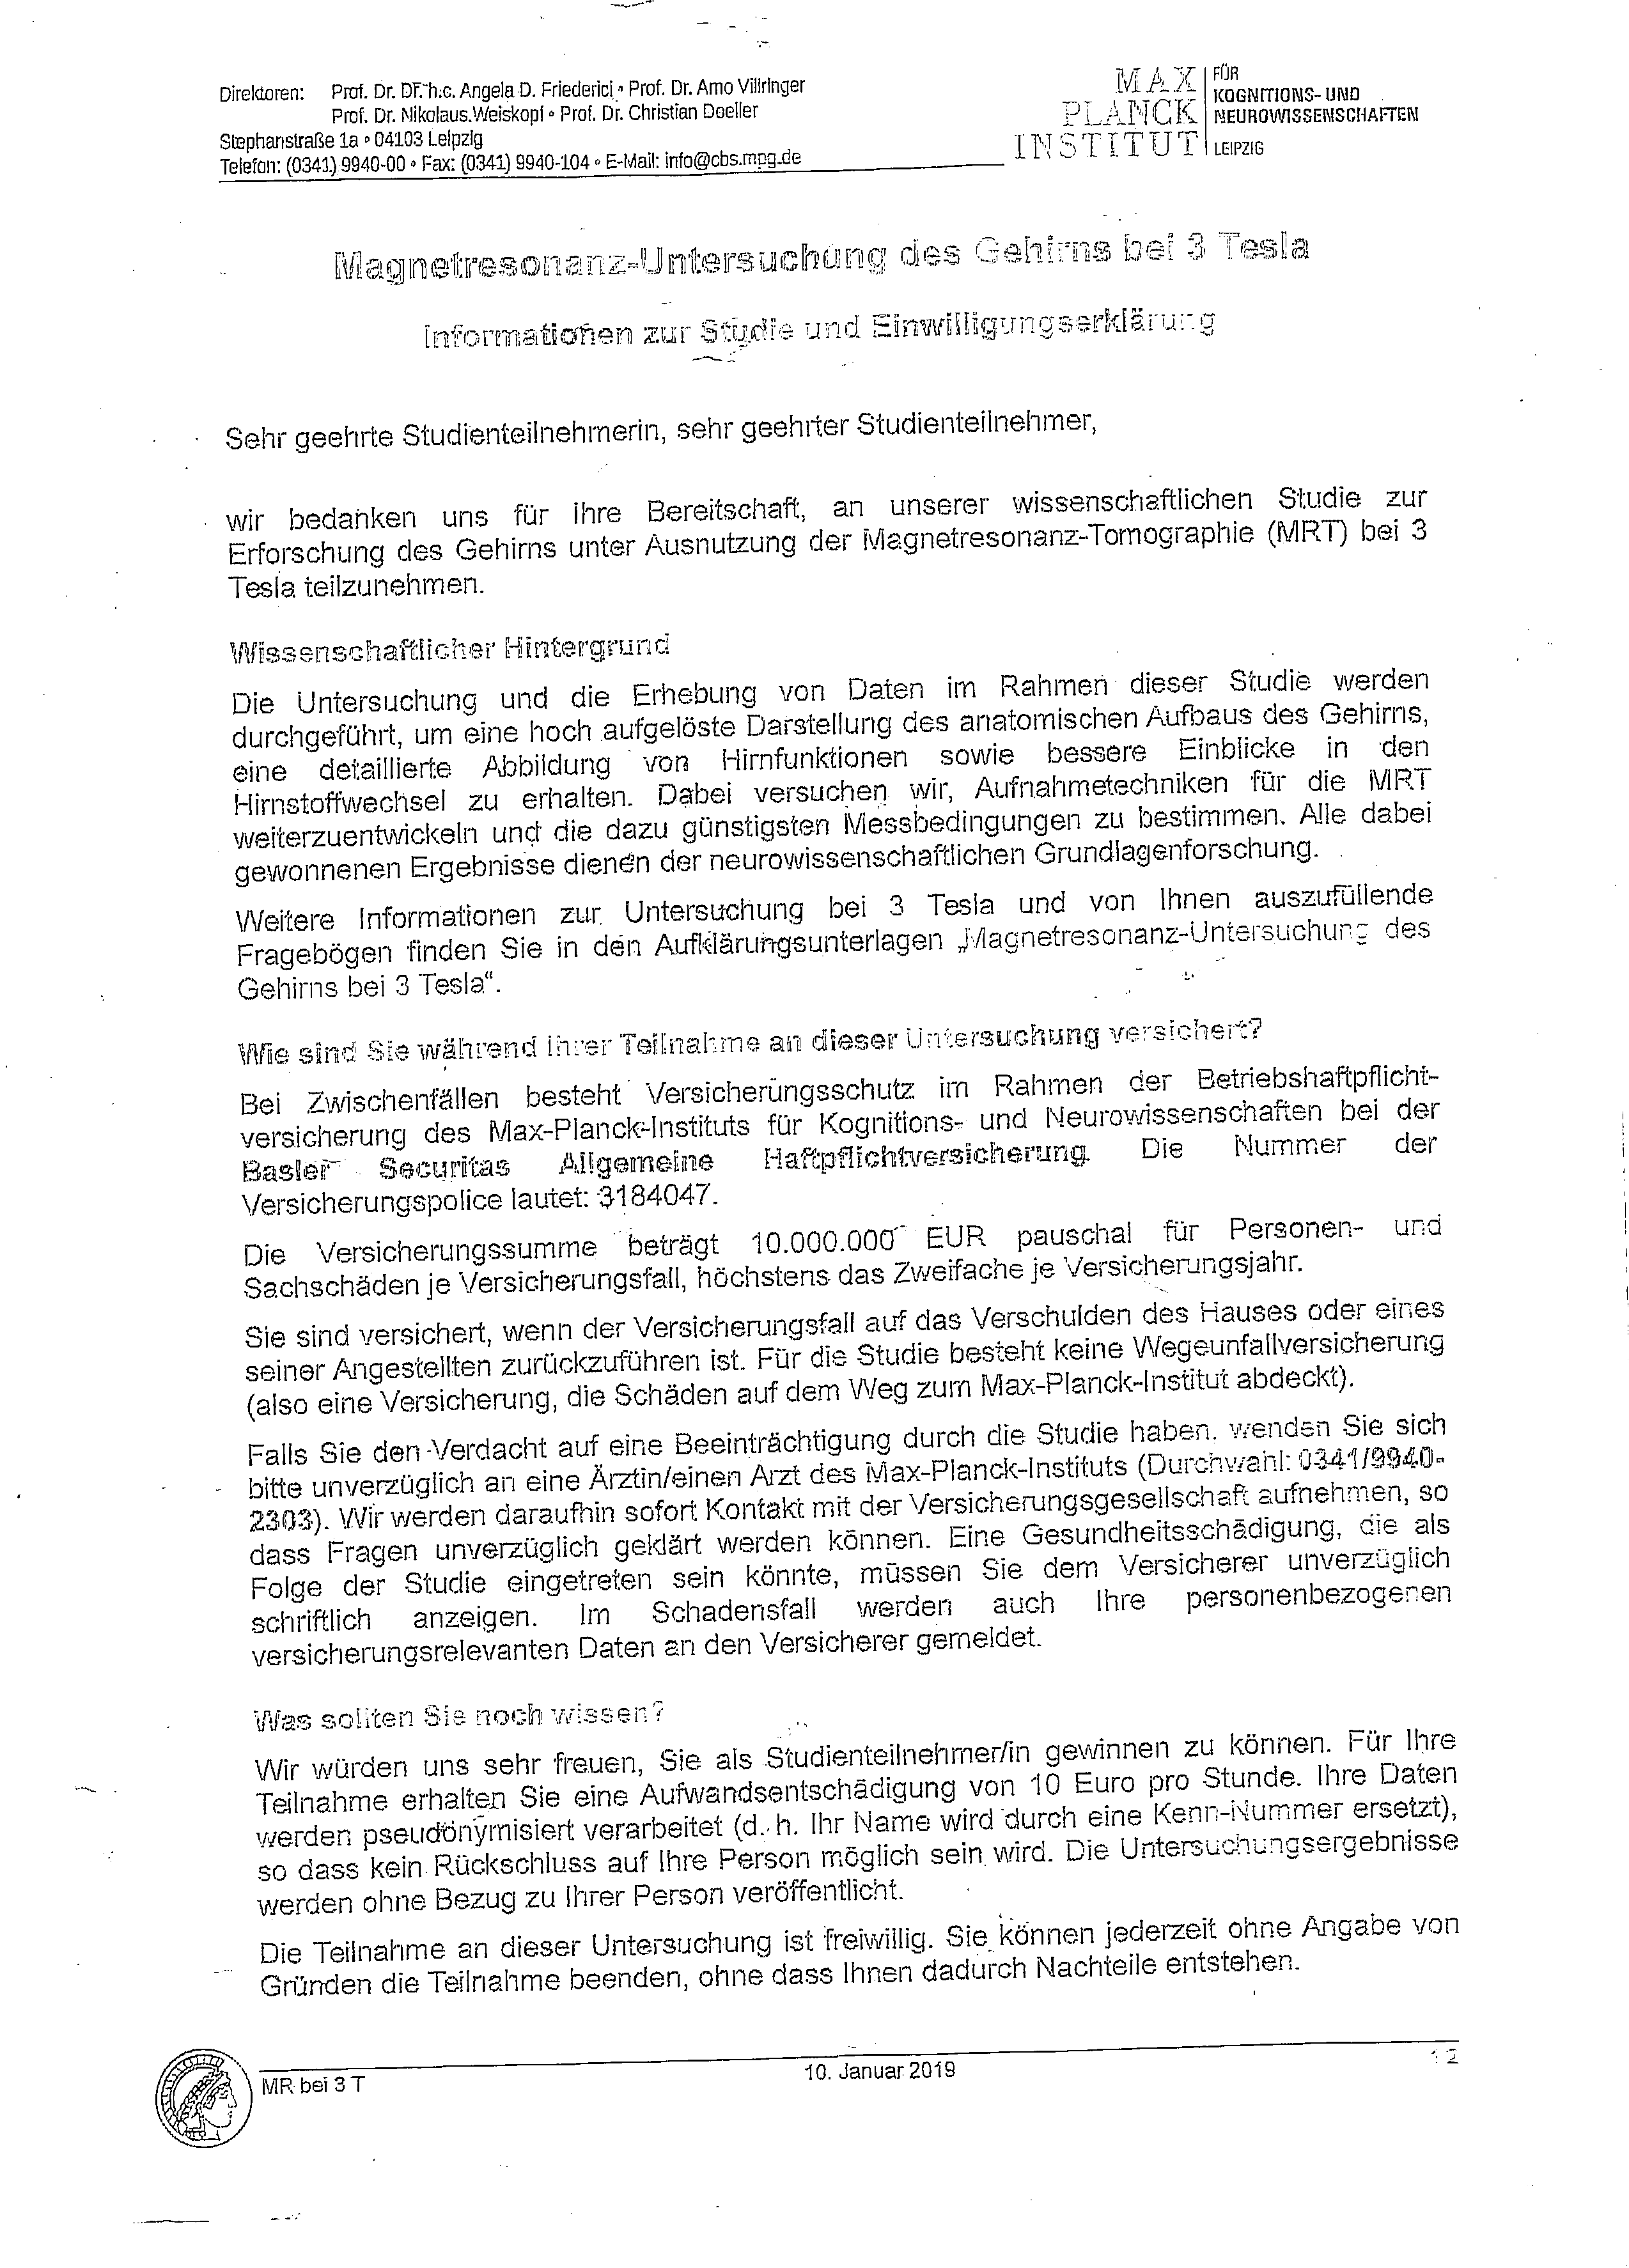 Direktoren: Prof. Dr. Dr. h.c. Angela D. Friederici • Prof. Dr. Arno Villringer
Prof. Dr. Nikolaus Weiskopf • Prof. Dr. Christian Doeller
Stephanstraße 1a • 04103 Leipzig
Telefon: (0341) 9940-00 • Fax: (0341) 9940-104 • E-Mail: info@cbs.mpg.de
MAX
PLANCK
INSTITUT
FÜR
KOGNITIONS- UND
NEUROWISSENSCHAFTEN
LEIPZIG
Magnetresonanz-Untersuchung des Gehirns bei 3 Tesla
Informationen zur Studie und Einwilligungserklärung
Sehr geehrte Studienteilnehmerin, sehr geehrter Studienteilnehmer,
wir bedanken uns für Ihre Bereitschaft, an unserer wissenschaftlichen Studie zur
Erforschung des Gehirns unter Ausnutzung der Magnetresonanz-Tomographie (MRT) bei 3
Tesla teilzunehmen.
Wissenschaftlicher Hintergrund
Die Untersuchung und die Erhebung von Daten im Rahmen dieser Studie werden
durchgeführt, um eine hoch aufgelöste Darstellung des anatomischen Aufbaus des Gehirns,
eine detaillierte Abbildung von Hirnfunktionen sowie bessere Einblicke in den
Hirnstoffwechsel zu erhalten. Dabei versuchen wir, Aufnahmetechniken für die MRT
weiterzuentwickeln und die dazu günstigsten Messbedingungen zu bestimmen. Alle dabei
gewonnenen Ergebnisse dienen der neurowissenschaftlichen Grundlagenforschung.
Weitere Informationen zur Untersuchung bei 3 Tesla und von Ihnen auszufüllende
Fragebögen finden Sie in den Aufklärungsunterlagen „Magnetresonanz-Untersuchung des
Gehirns bei 3 Tesla“.
Wie sind Sie während Ihrer Teilnahme an dieser Untersuchung versichert?
Bei Zwischenfällen besteht Versicherungsschutz im Rahmen der Betriebshaftpflicht-
versicherung des Max-Planck-Instituts für Kognitions- und Neurowissenschaften bei der
Basler Securitas Allgemeine Haftpflichtversicherung. Die Nummer der
Versicherungspolice lautet: 3184047.
Die Versicherungssumme beträgt 10.000.000 EUR pauschal für Personen- und
Sachschäden je Versicherungsfall, höchstens das Zweifache je Versicherungsjahr.
Sie sind versichert, wenn der Versicherungsfall auf das Verschulden des Hauses oder eines
seiner Angestellten zurückzuführen ist. Für die Studie besteht keine Wegeunfallversicherung
(also eine Versicherung, die Schäden auf dem Weg zum Max-Planck-Institut abdeckt).
Falls Sie den Verdacht auf eine Beeinträchtigung durch die Studie haben, wenden Sie sich
bitte unverzüglich an eine Ärztin/einen Arzt des Max-Planck-Instituts (Durchwahl: 0341/9940-
2303). Wir werden daraufhin sofort Kontakt mit der Versicherungsgesellschaft aufnehmen, so
dass Fragen unverzüglich geklärt werden können. Eine Gesundheitsschädigung, die als
Folge der Studie eingetreten sein könnte, müssen Sie dem Versicherer unverzüglich
schriftlich anzeigen. Im Schadensfall werden auch Ihre personenbezogenen
versicherungsrelevanten Daten an den Versicherer gemeldet.
Was sollten Sie noch wissen?
Wir würden uns sehr freuen, Sie als Studienteilnehmer/in gewinnen zu können. Für Ihre
Teilnahme erhalten Sie eine Aufwandsentschädigung von 10 Euro pro Stunde. Ihre Daten
werden pseudonymisiert verarbeitet (d. h. Ihr Name wird durch eine Kenn-Nummer ersetzt),
so dass kein Rückschluss auf Ihre Person möglich sein wird. Die Untersuchungsergebnisse
werden ohne Bezug zu Ihrer Person veröffentlicht.
Die Teilnahme an dieser Untersuchung ist freiwillig. Sie können jederzeit ohne Angabe von
Gründen die Teilnahme beenden, ohne dass Ihnen dadurch Nachteile entstehen.
MR bei 3 T
10. Januar 2019